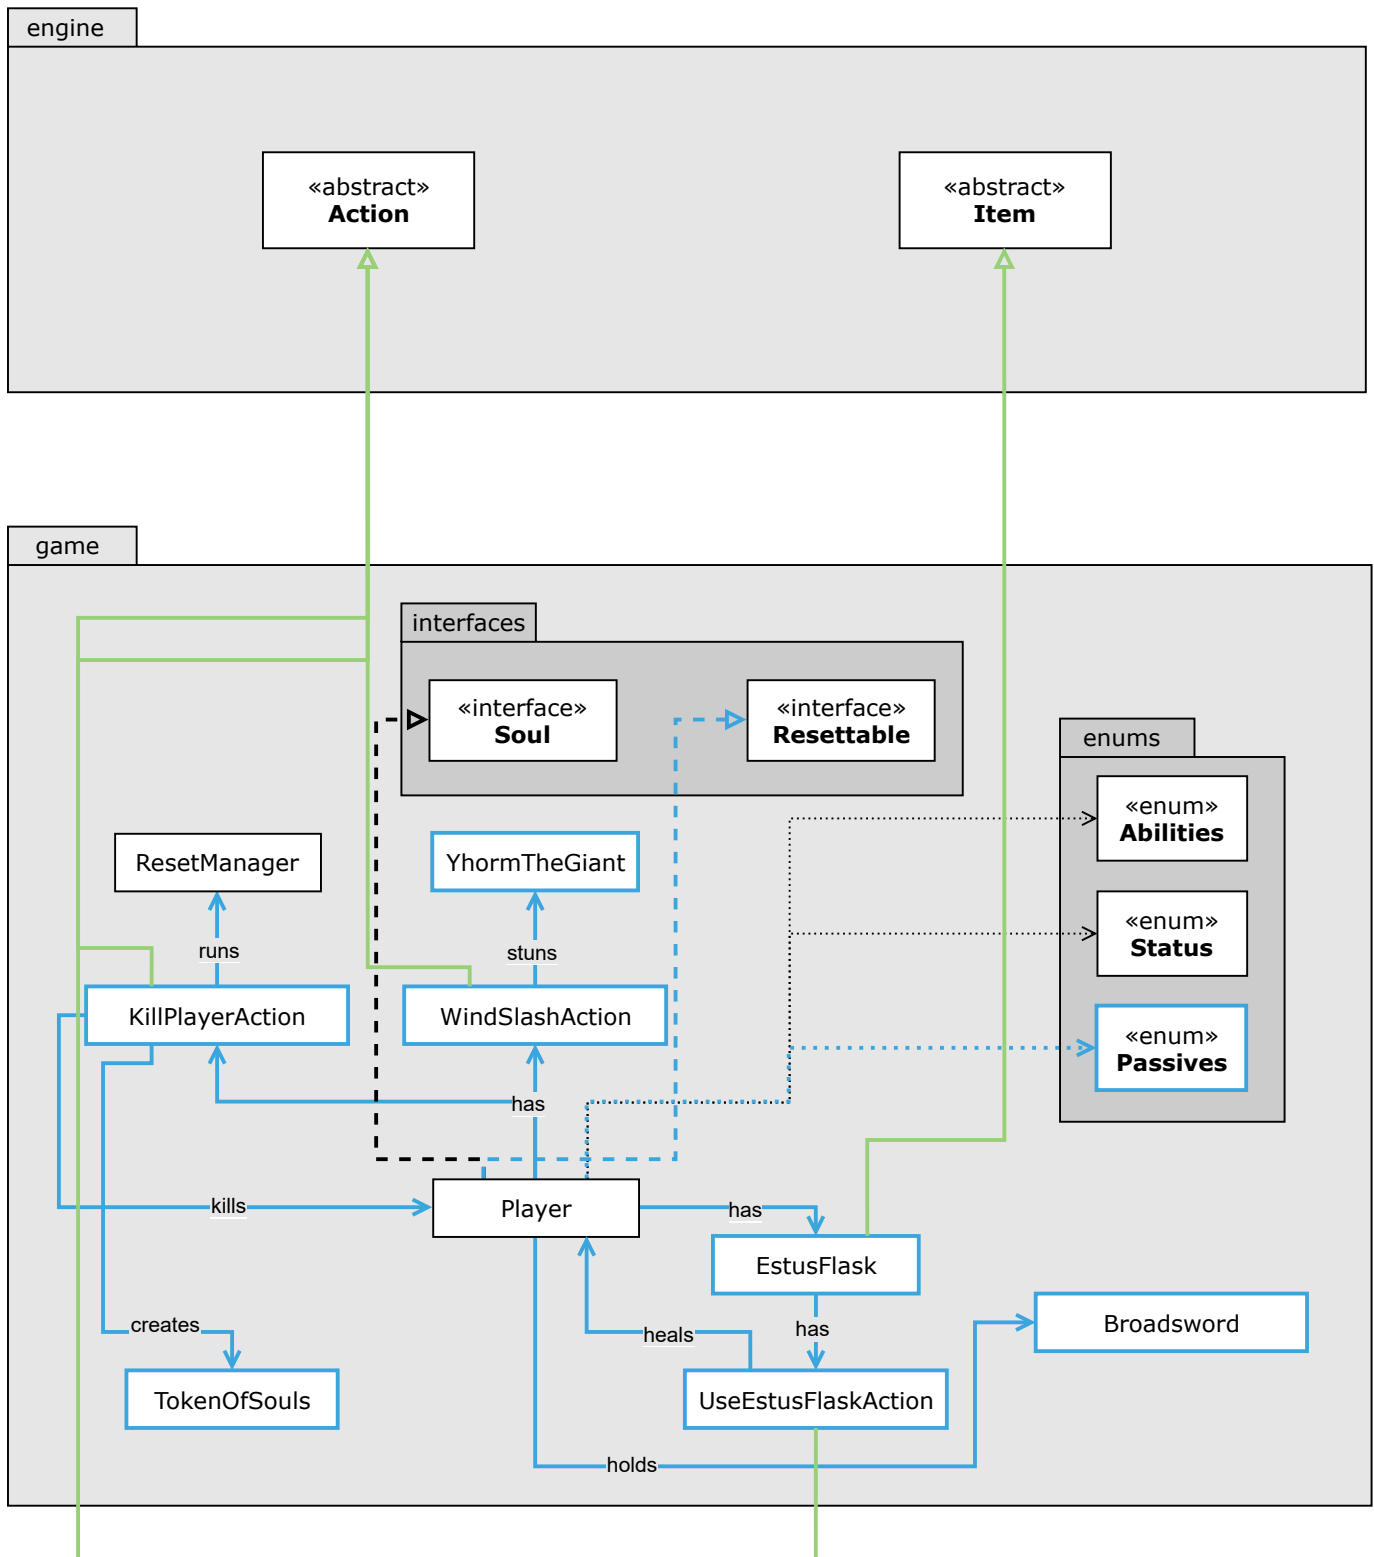 engine
«abstract»
Action
«abstract»
Item
game
interfaces
«interface»
Soul
«interface»
Resettable
enums
«enum»
Abilities
ResetManager
YhormTheGiant
«enum»
Status
runs
stuns
KillPlayerAction
WindSlashAction
«enum»
Passives
has
kills
Player
has
EstusFlask
creates
heals
has
Broadsword
TokenOfSouls
UseEstusFlaskAction
holds